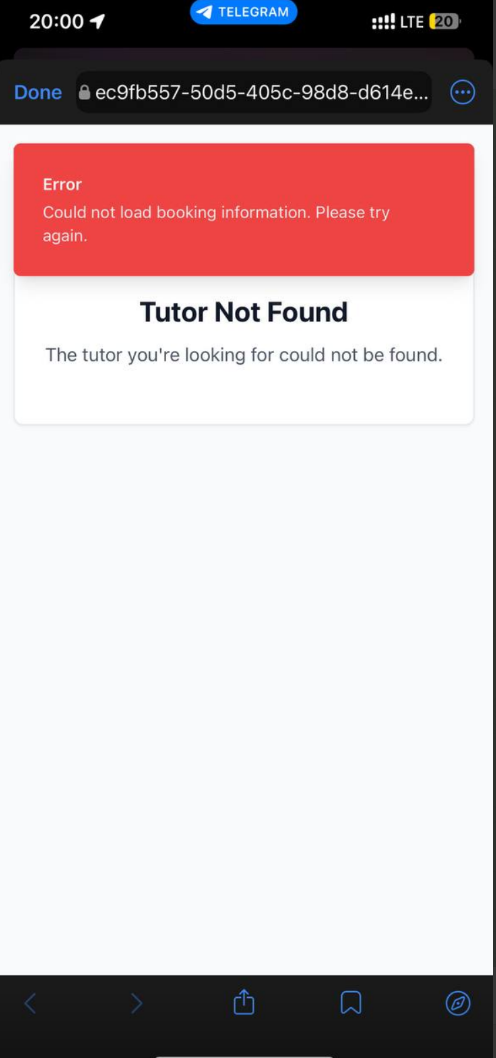 20:00
TELEGRAM
LTE
20
Done
ec9fb557-50d5-405c-98d8-d614e...
Error
Could not load booking information. Please try
again.
Tutor Not Found
The tutor you're looking for could not be found.